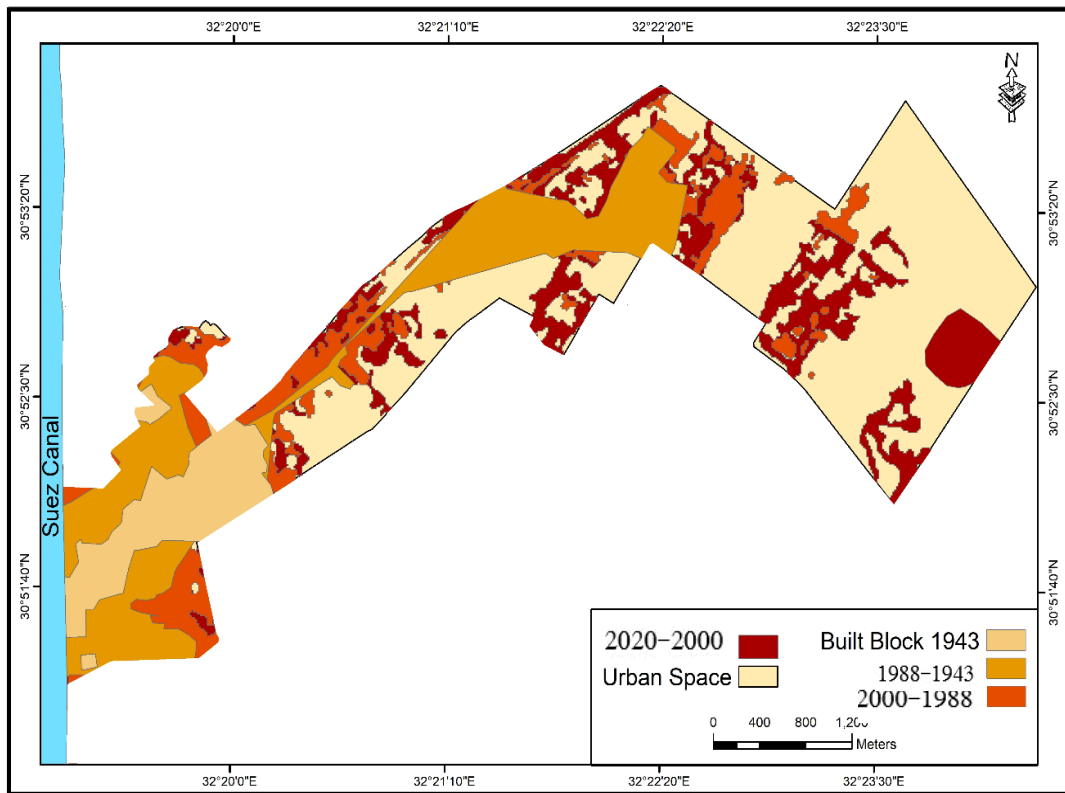 32°20'0"E 32°21'10"E 32°22'20"E 32°23'30"E
N
30°53'20"N 30°53'20"N
30°52'30"N 30°52'30"N
Suez Canal
30°51'40"N 30°51'40"N
2020-2000 Built Block 1943
Urban Space 1988-1943
2000-1988
0 400 800 1,20
Meters
32°20'0"E 32°21'10"E 32°22'20"E 32°23'30"E